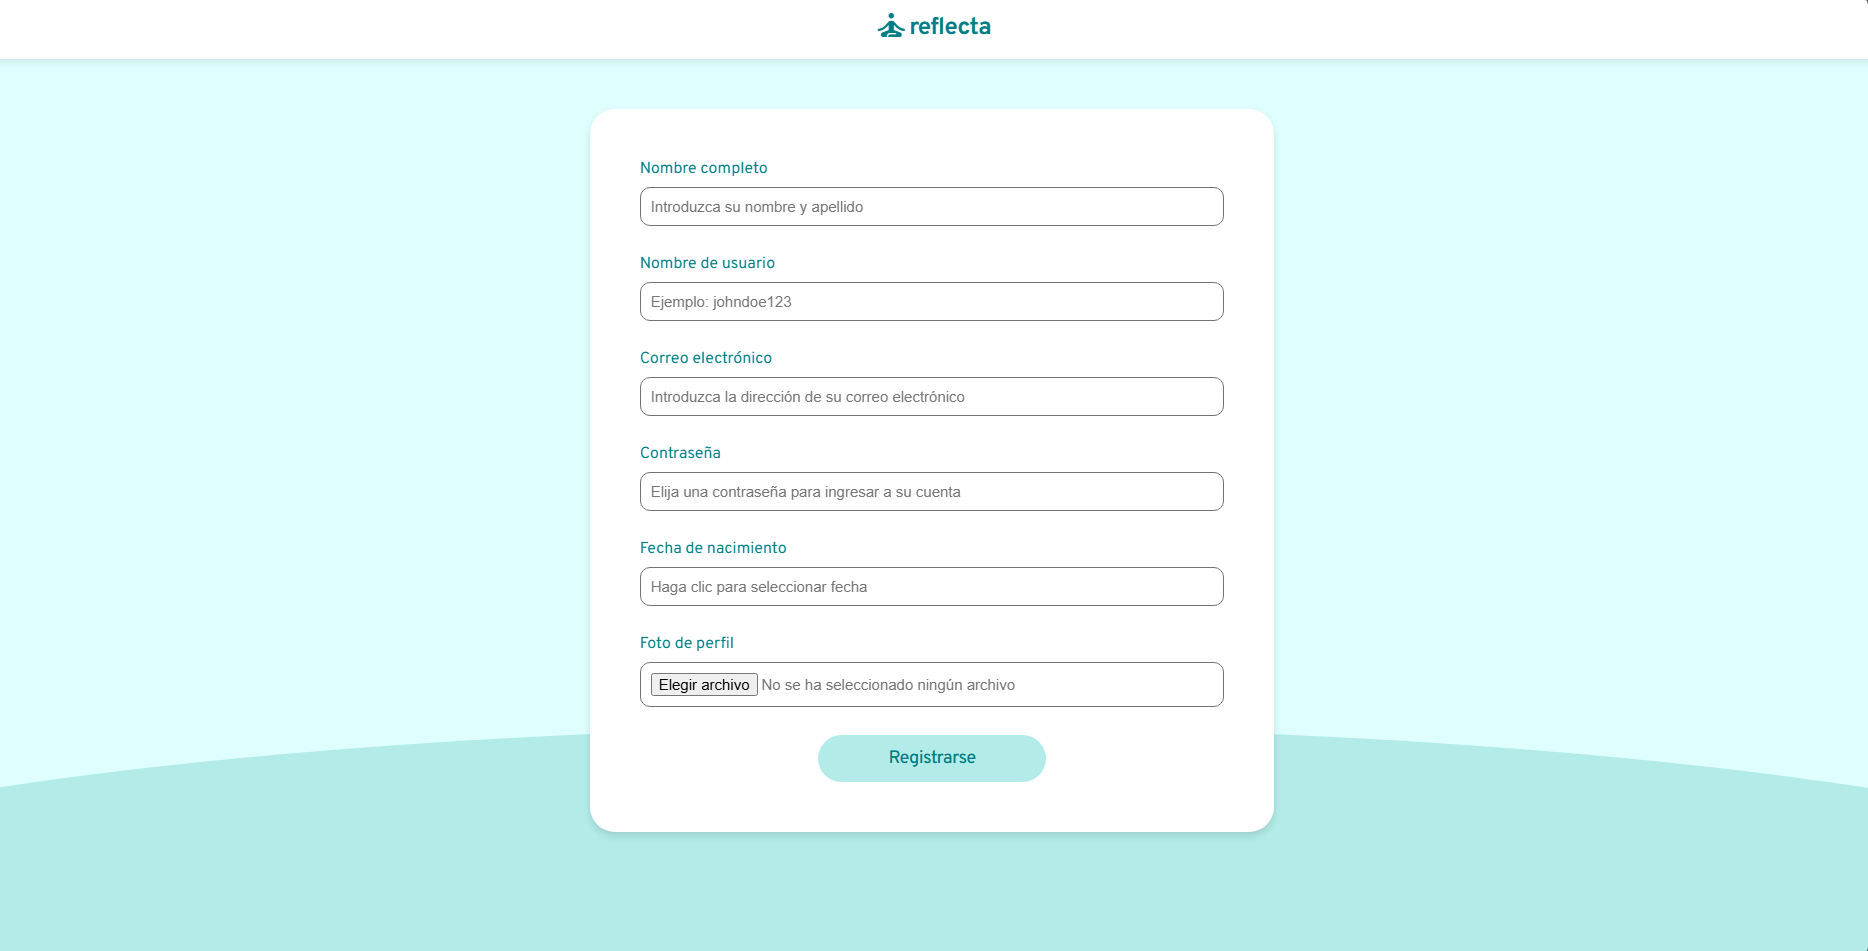 reflecta
Nombre completo
Introduzca su nombre y apellido
Nombre de usuario
Ejemplo: johndoe123
Correo electrónico
Introduzca la dirección de su correo electrónico
Contraseña
Elija una contraseña para ingresar a su cuenta
Fecha de nacimiento
Haga clic para seleccionar fecha
Foto de perfil
Elegir archivo No se ha seleccionado ningún archivo
Registrarse